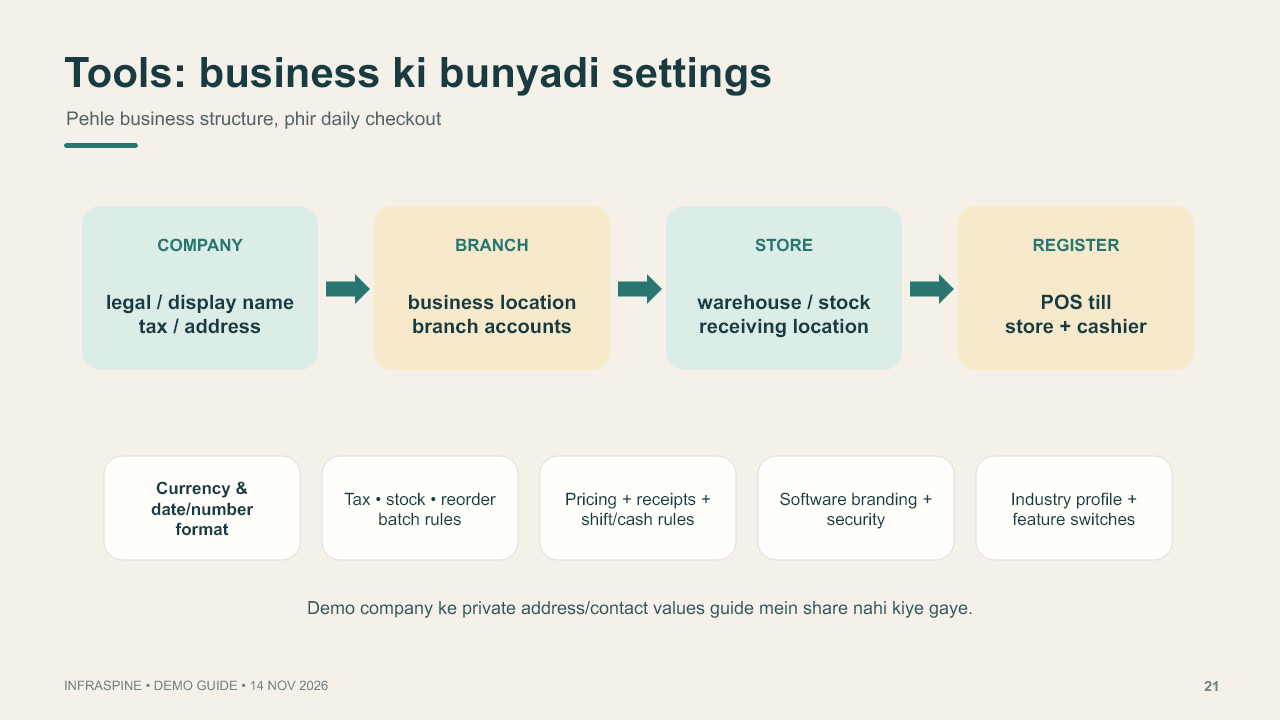 Tools: business ki bunyadi settings
Pehle business structure, phir daily checkout
COMPANY
legal / display name
tax / address
BRANCH
business location
branch accounts
STORE
warehouse / stock
receiving location
REGISTER
POS till
store + cashier
Currency &
date/number
format
Tax • stock • reorder
batch rules
Pricing + receipts +
shift/cash rules
Software branding +
security
Industry profile +
feature switches
Demo company ke private address/contact values guide mein share nahi kiye gaye.
INFRASPINE • DEMO GUIDE • 14 NOV 2026
21